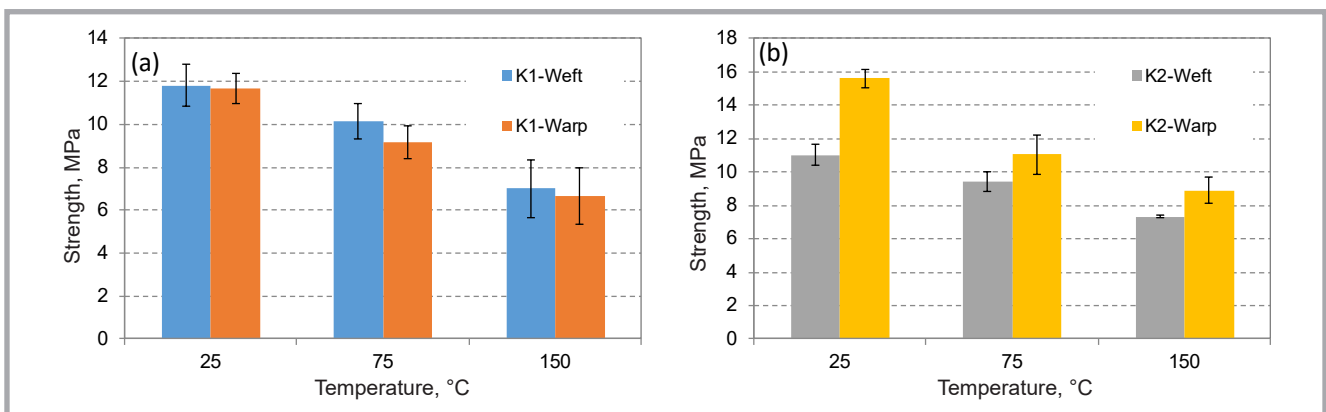 (a)
14
12
10
8
6
4
2
0
Strength, MPa
K1-Weft
K1-Warp
25 75 150
Temperature, °C
(b)
18
16
14
12
10
8
6
4
2
0
Strength, MPa
K2-Weft
K2-Warp
25 75 150
Temperature, °C